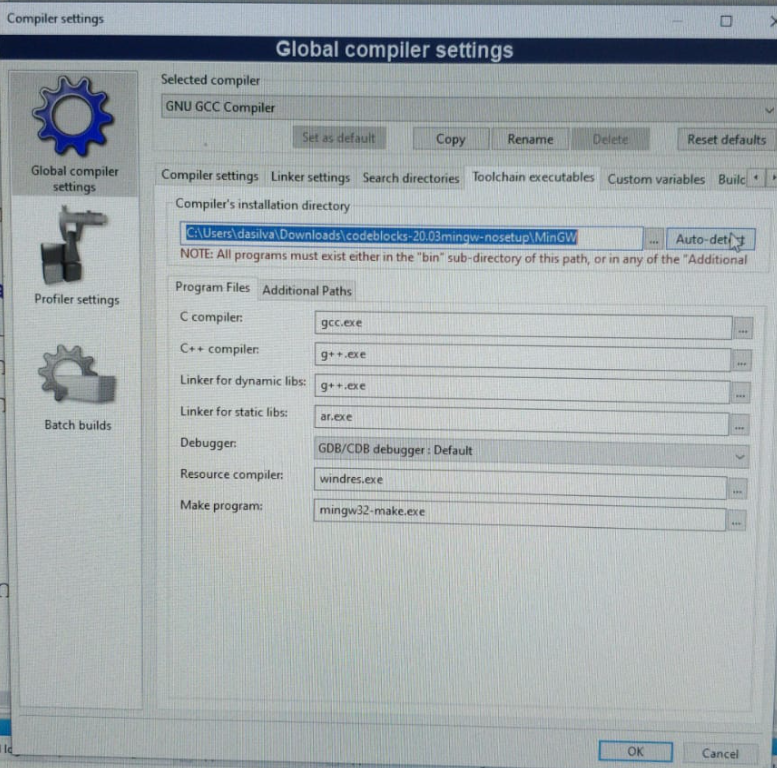 Compiler settings
Global compiler settings
Global compiler
settings
Profiler settings
Batch builds
Selected compiler
GNU GCC Compiler
Set as default
Copy
Rename
Delete
Reset defaults
Compiler settings
Linker settings
Search directories
Toolchain executables
Custom variables
Builc
Compiler's installation directory
C:\Users\dasilva\Downloads\codeblocks-20.03mingw-nosetup\MinGW
...
NOTE: All programs must exist either in the "bin" sub-directory of this path, or in any of the "Additional
Program Files
Additional Paths
C compiler:
gcc.exe
...
C++ compiler:
g++.exe
...
Linker for dynamic libs:
g++.exe
...
Linker for static libs:
ar.exe
...
Debugger:
GDB/CDB debugger : Default
Resource compiler:
windres.exe
...
Make program:
mingw32-make.exe
...
OK
Cancel